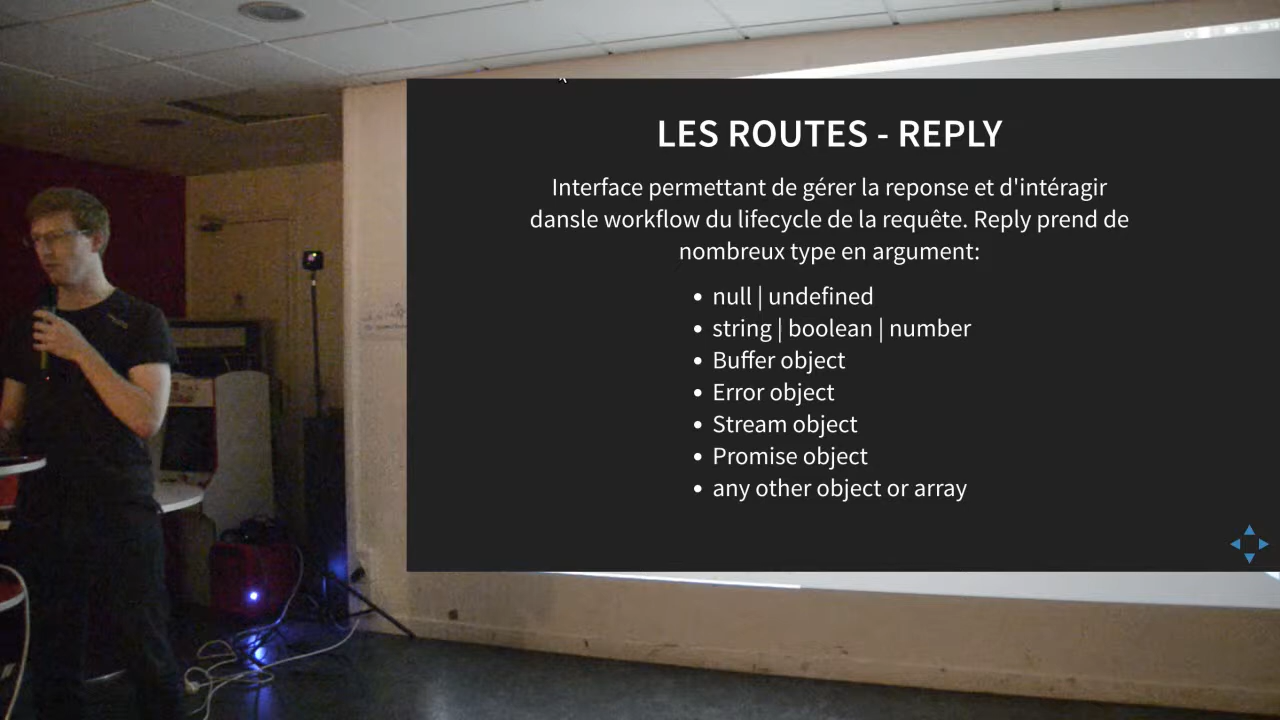 LES ROUTES - REPLY
Interface permettant de gérer la reponse et d'intéragir
dansle workflow du lifecycle de la requête. Reply prend de
nombreux type en argument:
• null | undefined
• string | boolean | number
• Buffer object
• Error object
• Stream object
• Promise object
• any other object or array